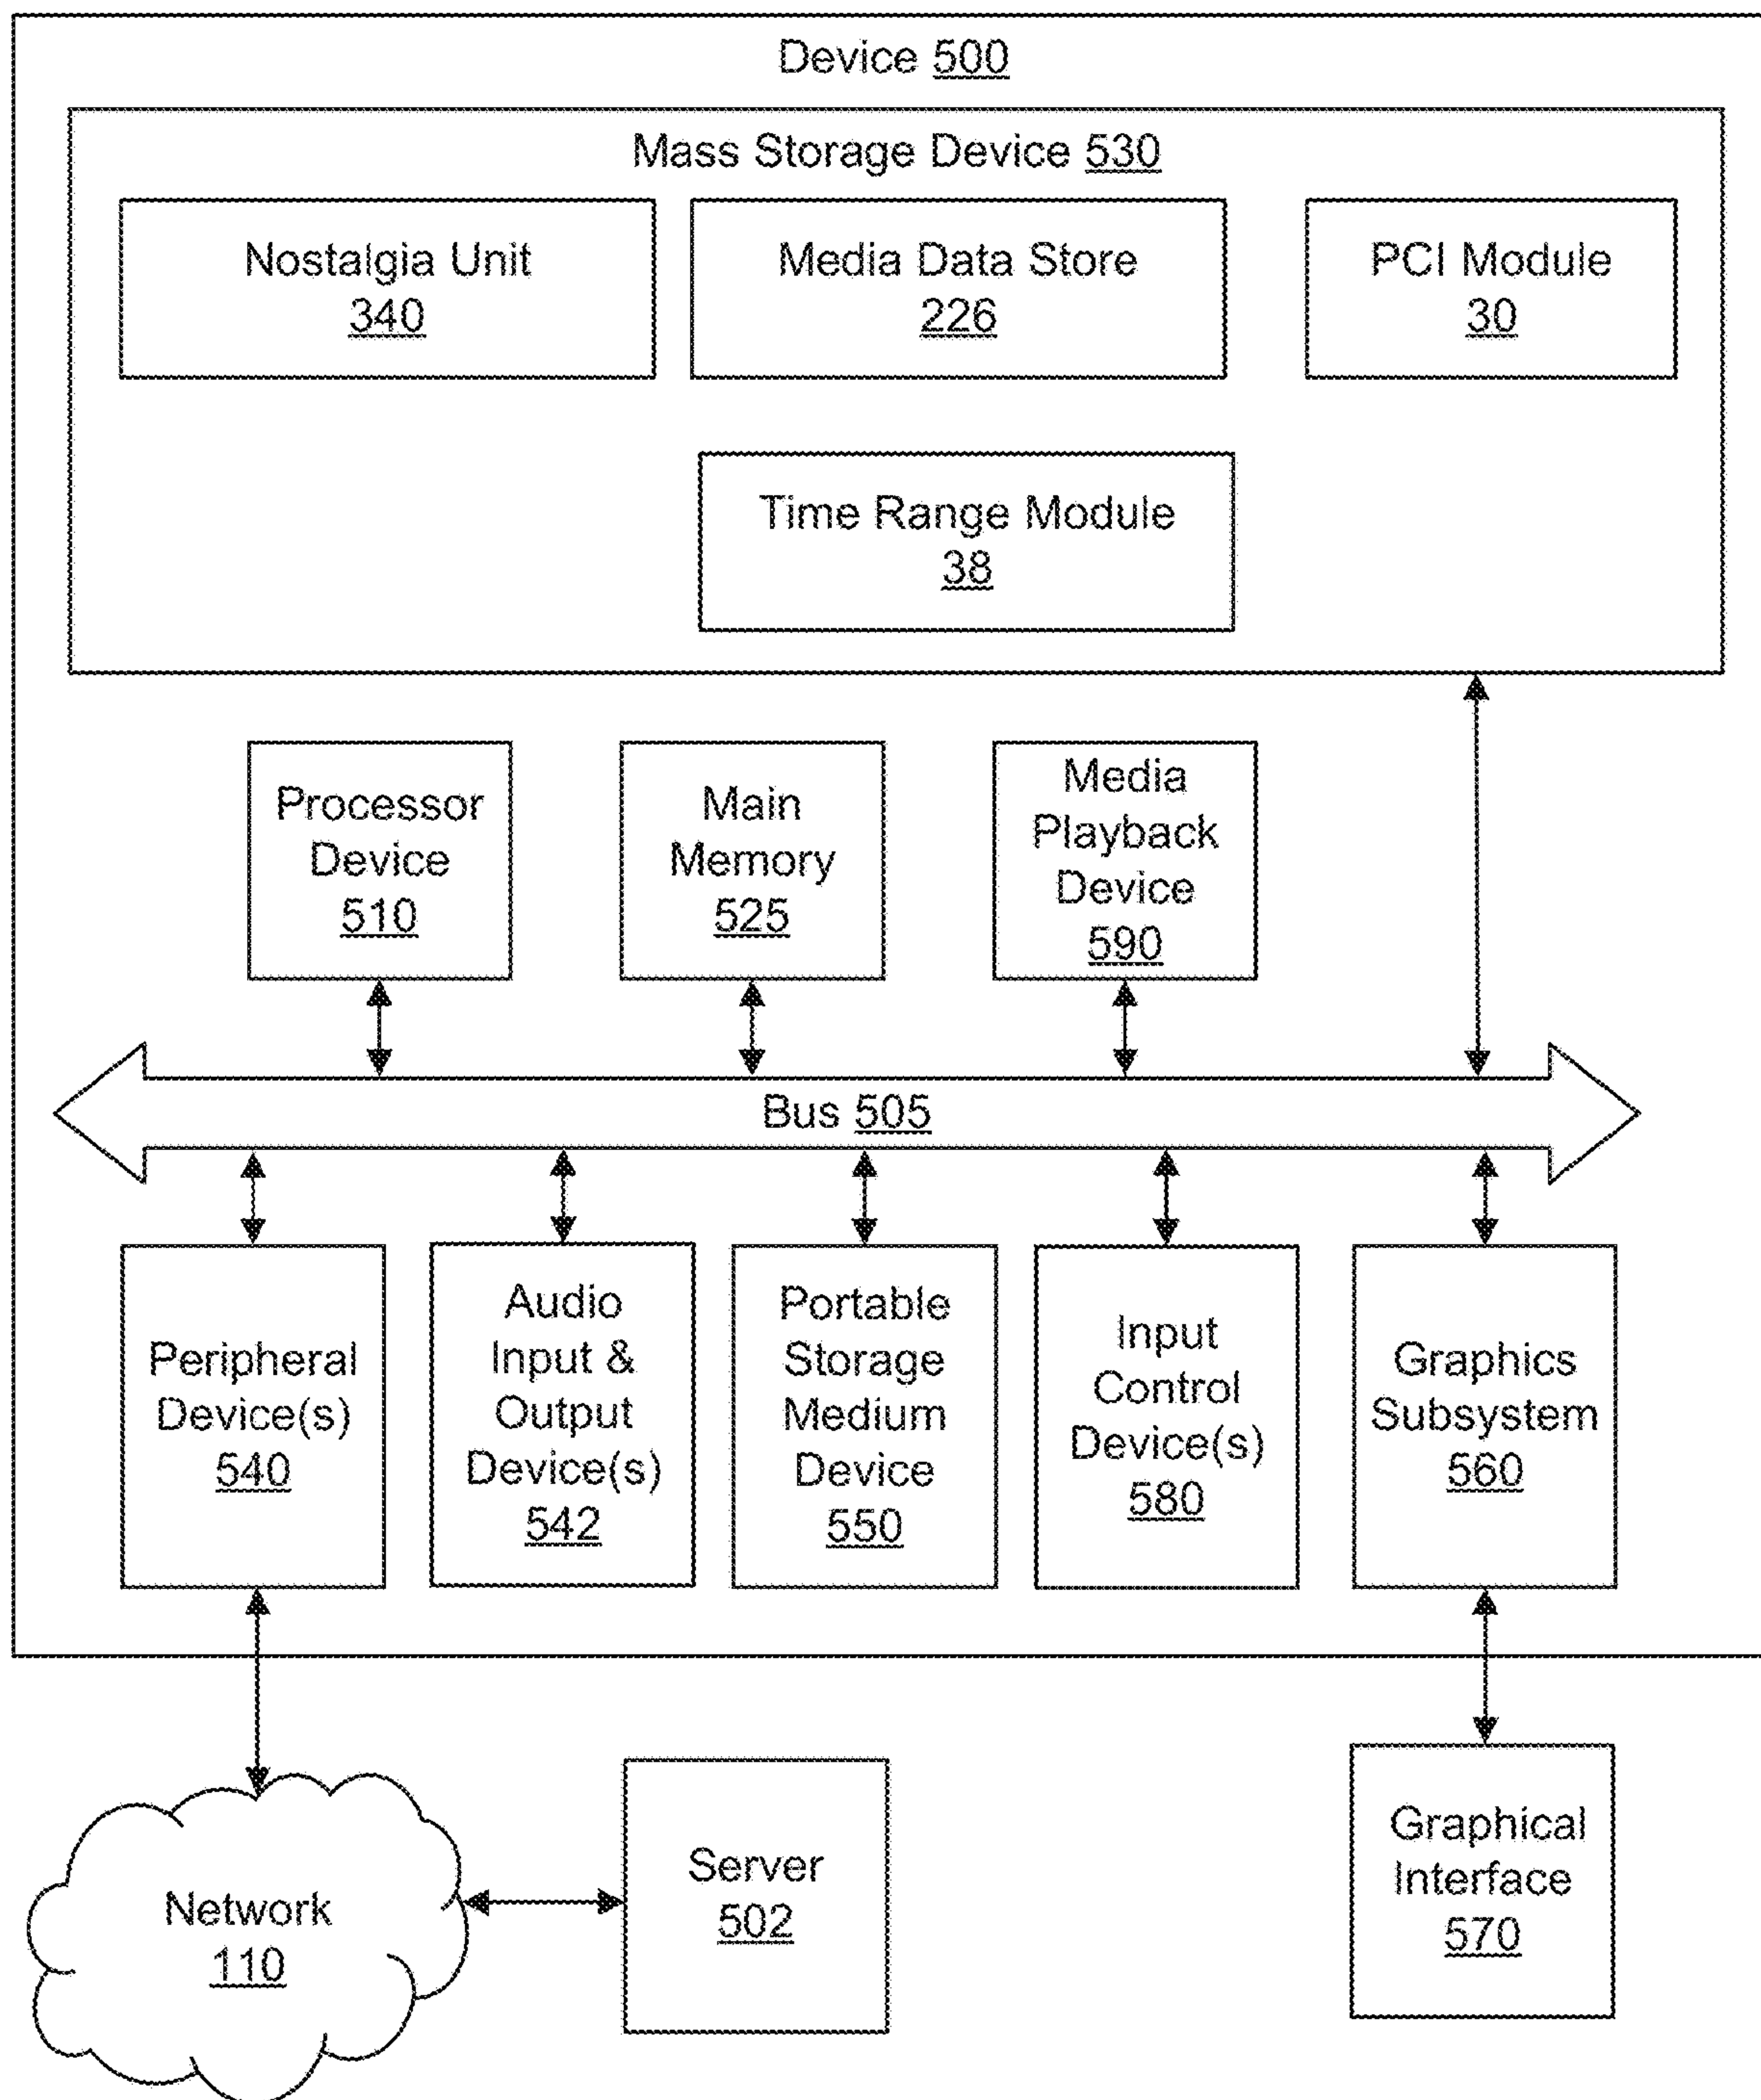 Device 500
Mass Storage Device 530
Nostalgia Unit
340
Media Data Store
226
PCI Module
30
Time Range Module
38
Processor
Device
510
Main
Memory
525
Media
Playback
Device
590
Bus 505
Peripheral
Device(s)
540
Audio
Input &
Output
Device(s)
542
Portable
Storage
Medium
Device
550
Input
Control
Device(s)
580
Graphics
Subsystem
560
Network
110
Server
502
Graphical
Interface
570